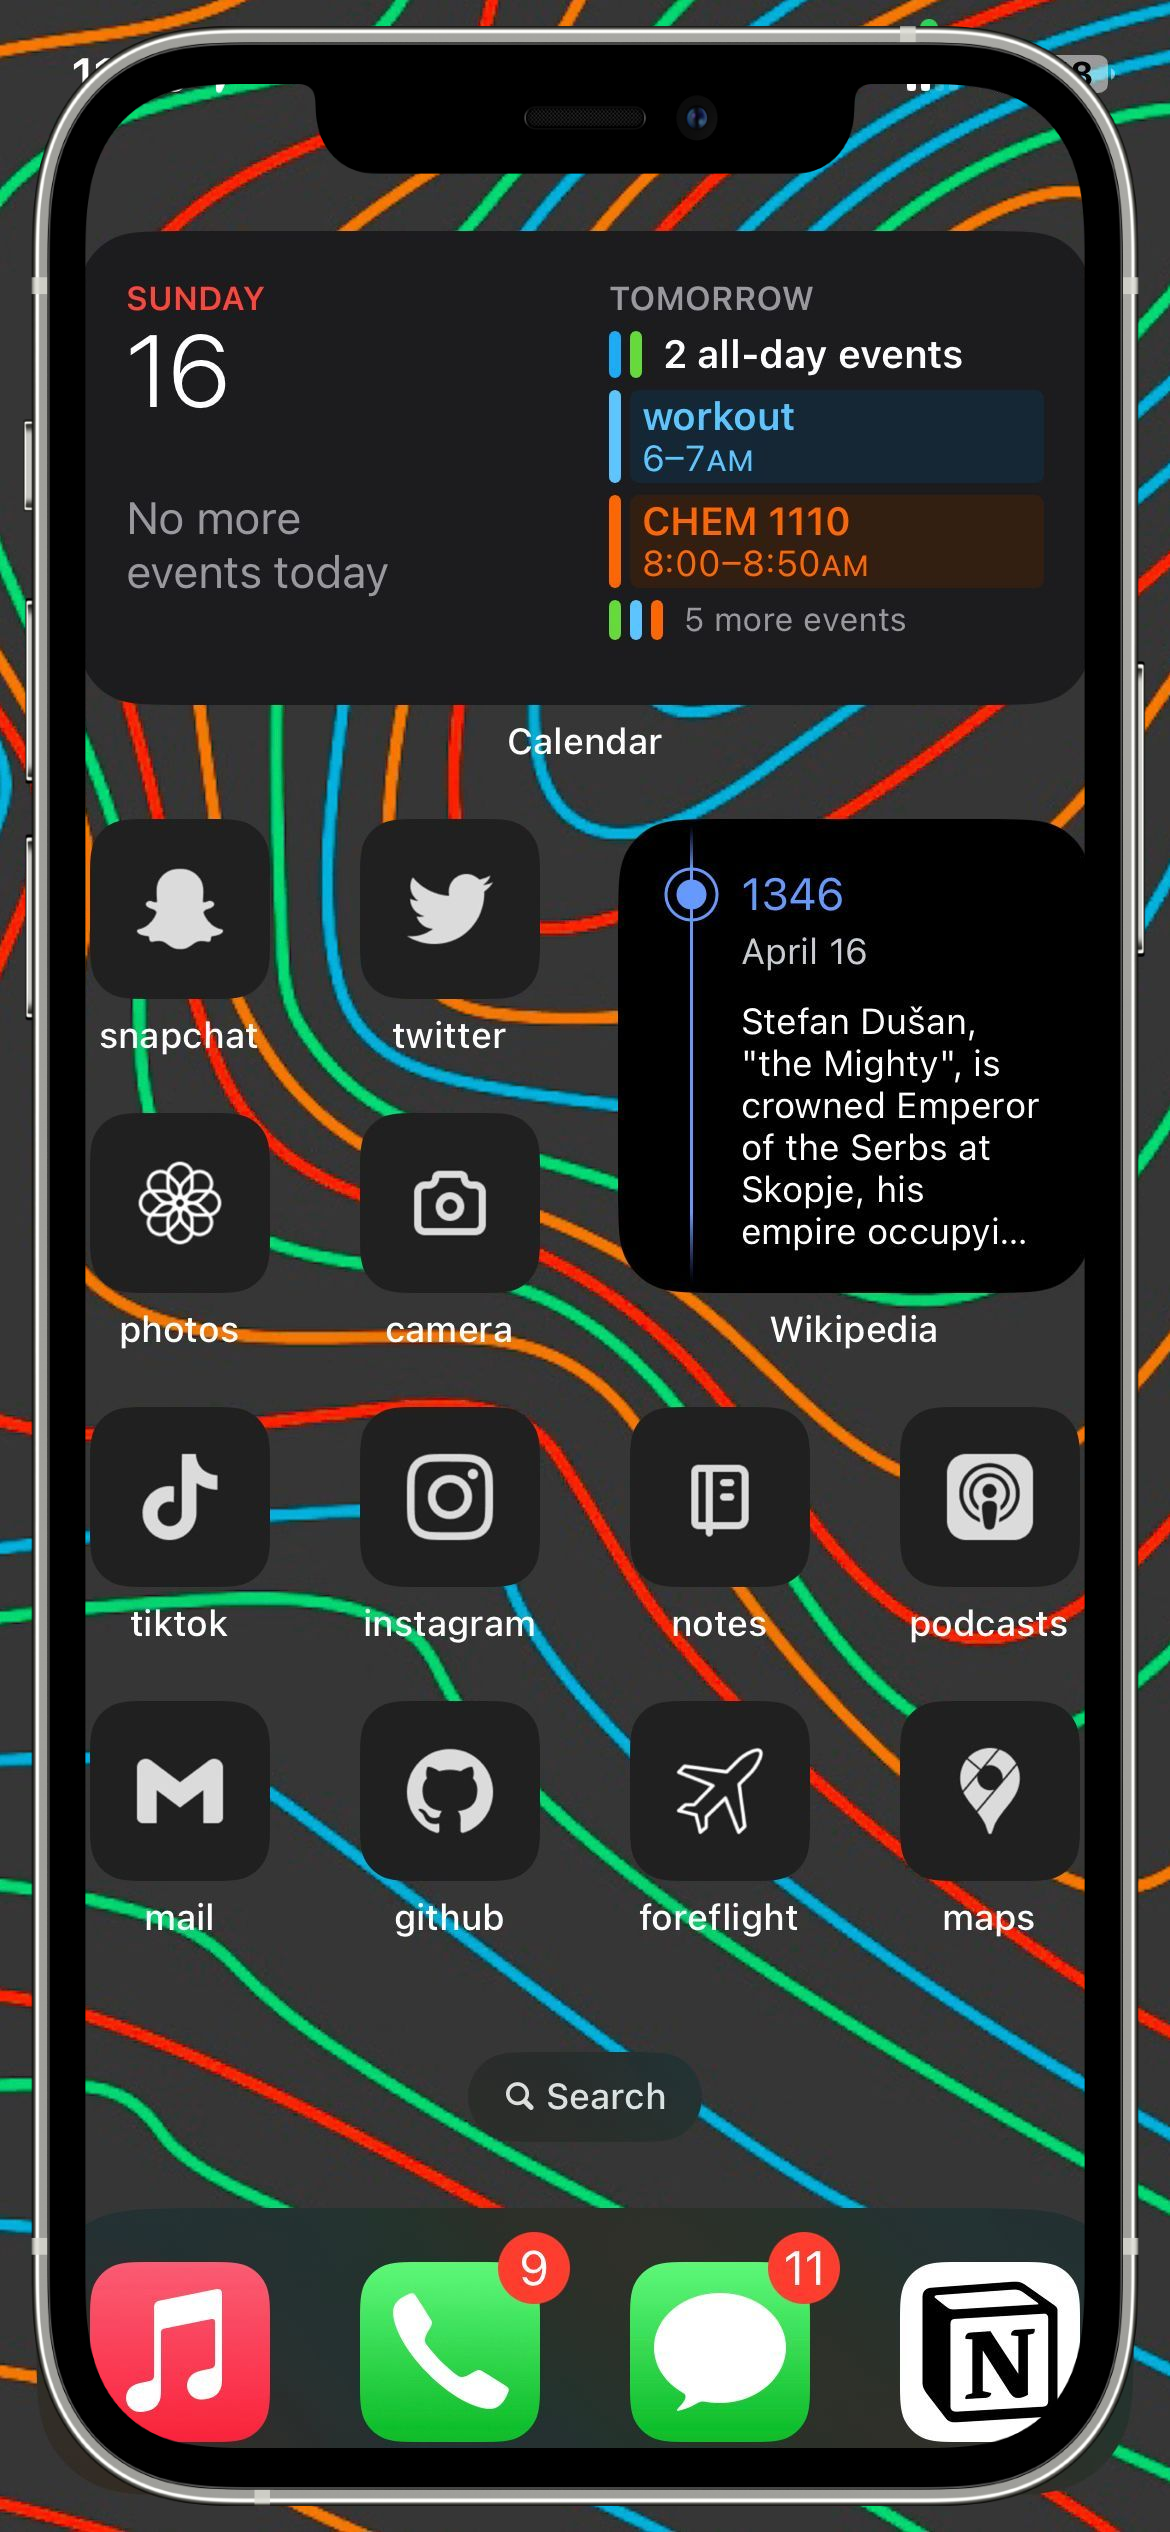 SUNDAY
16
No more
events today
TOMORROW
2 all-day events
workout
6–7AM
CHEM 1110
8:00–8:50AM
5 more events
Calendar
snapchat
twitter
1346
April 16
Stefan Dušan,
"the Mighty", is
crowned Emperor
of the Serbs at
Skopje, his
empire occupyi...
photos
camera
Wikipedia
tiktok
instagram
notes
podcasts
mail
github
foreflight
maps
Search
9
11
N